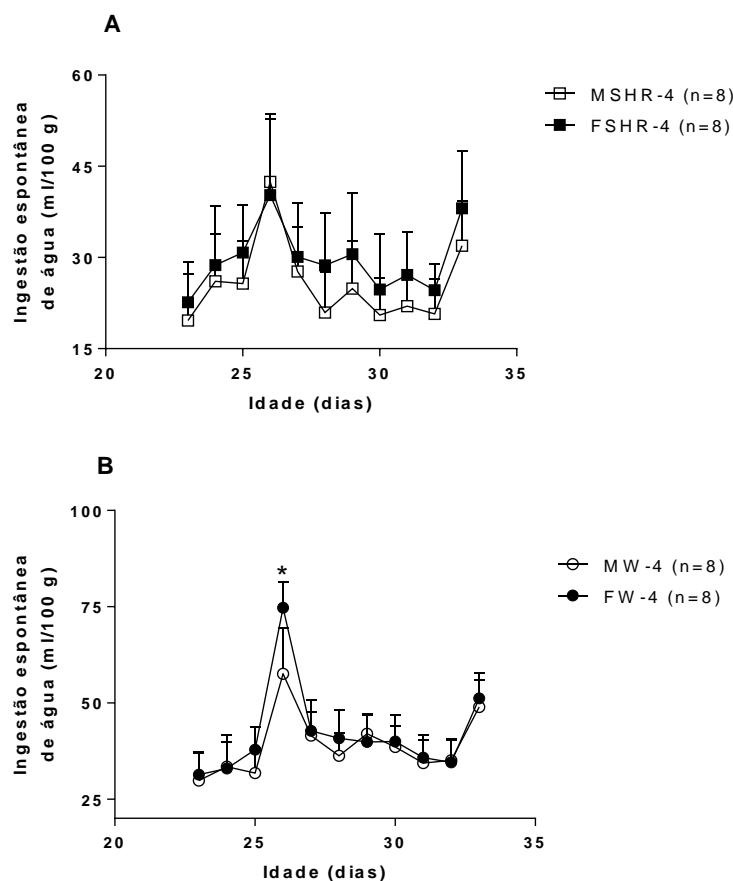 A
60
45
30
15
20
25
30
35
Ingestão espontânea
de água (ml/100 g)
Idade (dias)
MSHR-4 (n=8)
FSHR-4 (n=8)
B
100
75
50
25
20
25
30
35
*
Ingestão espontânea
de água (ml/100 g)
Idade (dias)
MW-4 (n=8)
FW-4 (n=8)